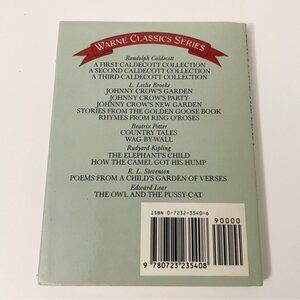 WARNE CLASSICS SERIES
Randolph Caldecott
A FIRST CALDECOTT COLLECTION
A SECOND CALDECOTT COLLECTION
A THIRD CALDECOTT COLLECTION
L. Leslie Brooke
JOHNNY CROW'S GARDEN
JOHNNY CROW'S PARTY
JOHNNY CROW'S NEW GARDEN
STORIES FROM THE GOLDEN GOOSE BOOK
RHYMES FROM RING O'ROSES
Beatrix Potter
COUNTRY TALES
WAG-BY-WALL
Rudyard Kipling
THE ELEPHANT'S CHILD
HOW THE CAMEL GOT HIS HUMP
R. L. Stevenson
POEMS FROM A CHILD'S GARDEN OF VERSES
Edward Lear
THE OWL AND THE PUSSY-CAT
ISBN 0-7232-3540-6
90000
9 780723 235408